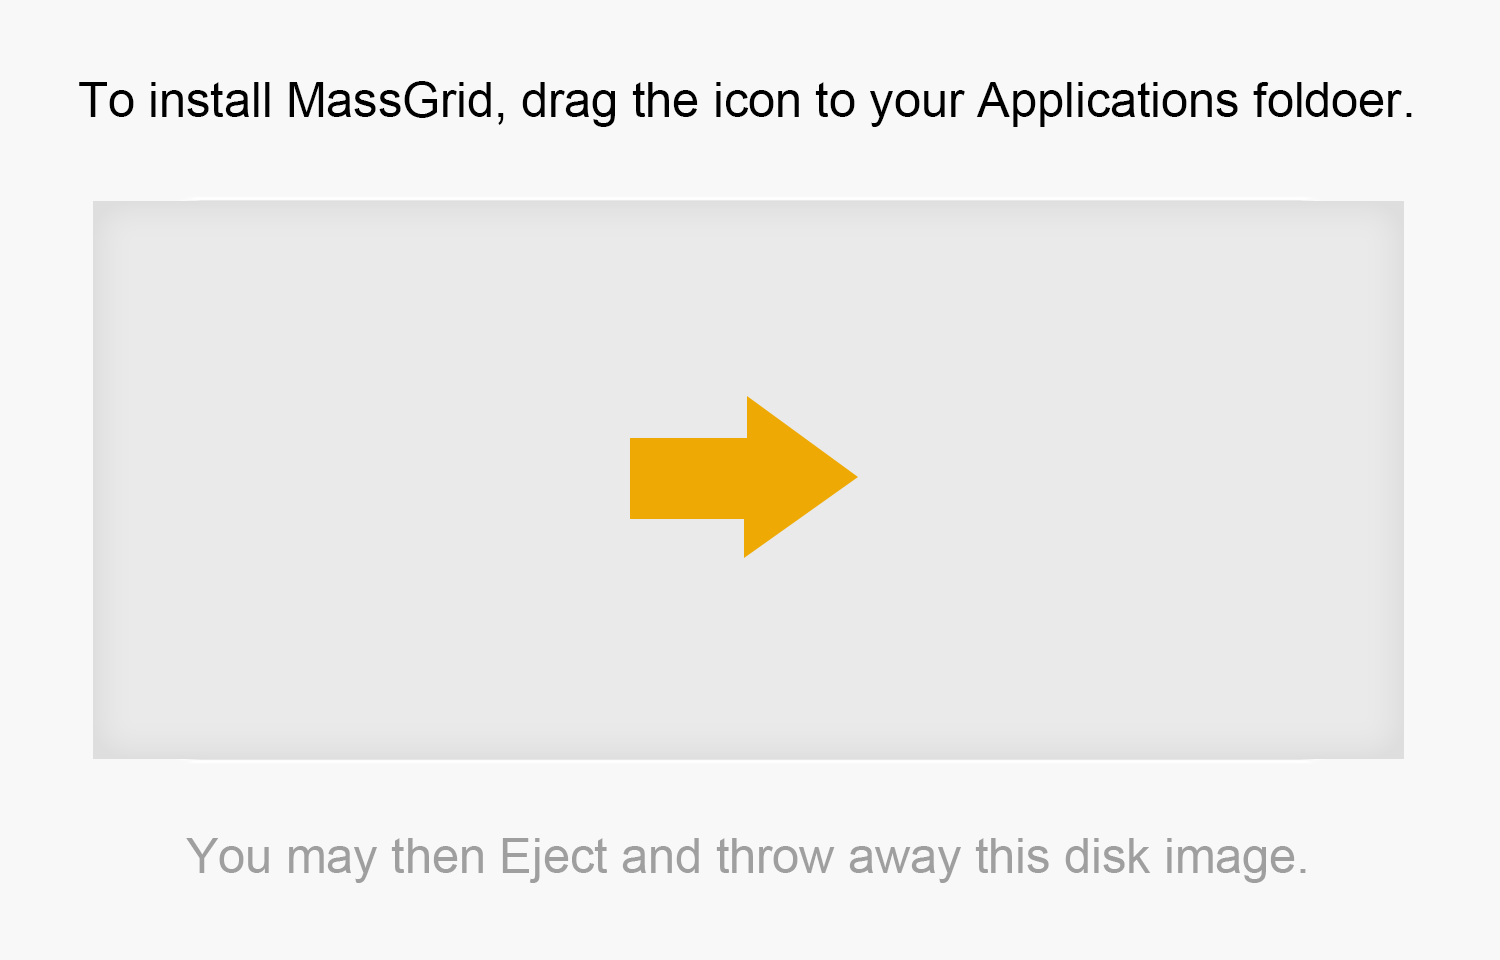 To install MassGrid, drag the icon to your Applications foldoer.
You may then Eject and throw away this disk image.